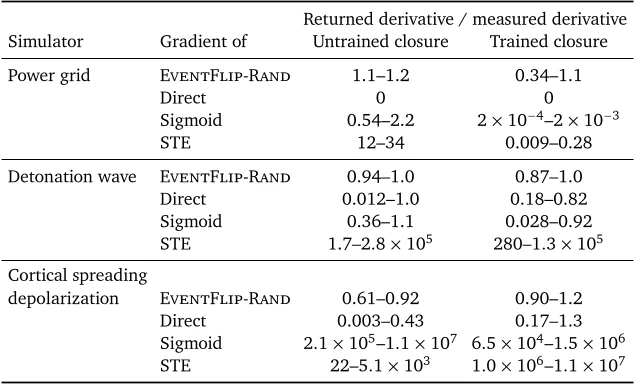 Returned derivative / measured derivative
Simulator Gradient of Untrained closure Trained closure
Power grid EVENTFLIP-RAND 1.1–1.2 0.34–1.1
Direct 0 0
Sigmoid 0.54–2.2 2 × 10⁻⁴–2 × 10⁻³
STE 12–34 0.009–0.28
Detonation wave EVENTFLIP-RAND 0.94–1.0 0.87–1.0
Direct 0.012–1.0 0.18–0.82
Sigmoid 0.36–1.1 0.028–0.92
STE 1.7–2.8 × 10⁵ 280–1.3 × 10⁵
Cortical spreading
depolarization EVENTFLIP-RAND 0.61–0.92 0.90–1.2
Direct 0.003–0.43 0.17–1.3
Sigmoid 2.1 × 10⁵–1.1 × 10⁷ 6.5 × 10⁴–1.5 × 10⁶
STE 22–5.1 × 10³ 1.0 × 10⁶–1.1 × 10⁷